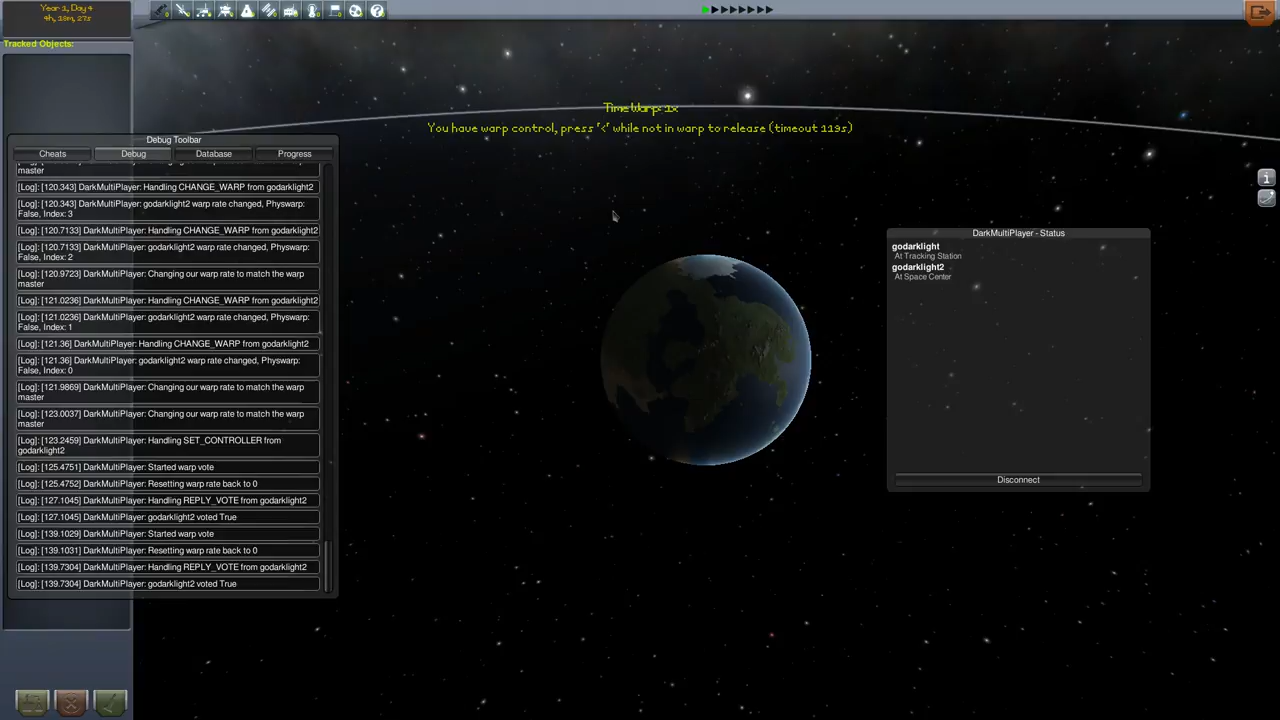 Year 1, Day 4
4h, 18m, 27s
Tracked Objects:
Time Warp: 1x
You have warp control, press '<' while not in warp to release (timeout 119s)
Debug Toolbar
Cheats
Debug
Database
Progress
master
[Log]: [120.343] DarkMultiPlayer: Handling CHANGE_WARP from godarklight2
[Log]: [120.343] DarkMultiPlayer: godarklight2 warp rate changed, Physwarp:
False, Index: 3
[Log]: [120.7133] DarkMultiPlayer: Handling CHANGE_WARP from godarklight2
[Log]: [120.7133] DarkMultiPlayer: godarklight2 warp rate changed, Physwarp:
False, Index: 2
[Log]: [120.9723] DarkMultiPlayer: Changing our warp rate to match the warp
master
[Log]: [121.0236] DarkMultiPlayer: Handling CHANGE_WARP from godarklight2
[Log]: [121.0236] DarkMultiPlayer: godarklight2 warp rate changed, Physwarp:
False, Index: 1
[Log]: [121.36] DarkMultiPlayer: Handling CHANGE_WARP from godarklight2
[Log]: [121.36] DarkMultiPlayer: godarklight2 warp rate changed, Physwarp:
False, Index: 0
[Log]: [121.9869] DarkMultiPlayer: Changing our warp rate to match the warp
master
[Log]: [123.0037] DarkMultiPlayer: Changing our warp rate to match the warp
master
[Log]: [123.2459] DarkMultiPlayer: Handling SET_CONTROLLER from
godarklight2
[Log]: [125.4751] DarkMultiPlayer: Started warp vote
[Log]: [125.4752] DarkMultiPlayer: Resetting warp rate back to 0
[Log]: [127.1045] DarkMultiPlayer: Handling REPLY_VOTE from godarklight2
[Log]: [127.1045] DarkMultiPlayer: godarklight2 voted True
[Log]: [139.1029] DarkMultiPlayer: Started warp vote
[Log]: [139.1031] DarkMultiPlayer: Resetting warp rate back to 0
[Log]: [139.7304] DarkMultiPlayer: Handling REPLY_VOTE from godarklight2
[Log]: [139.7304] DarkMultiPlayer: godarklight2 voted True
DarkMultiPlayer - Status
godarklight
At Tracking Station
godarklight2
At Space Center
Disconnect